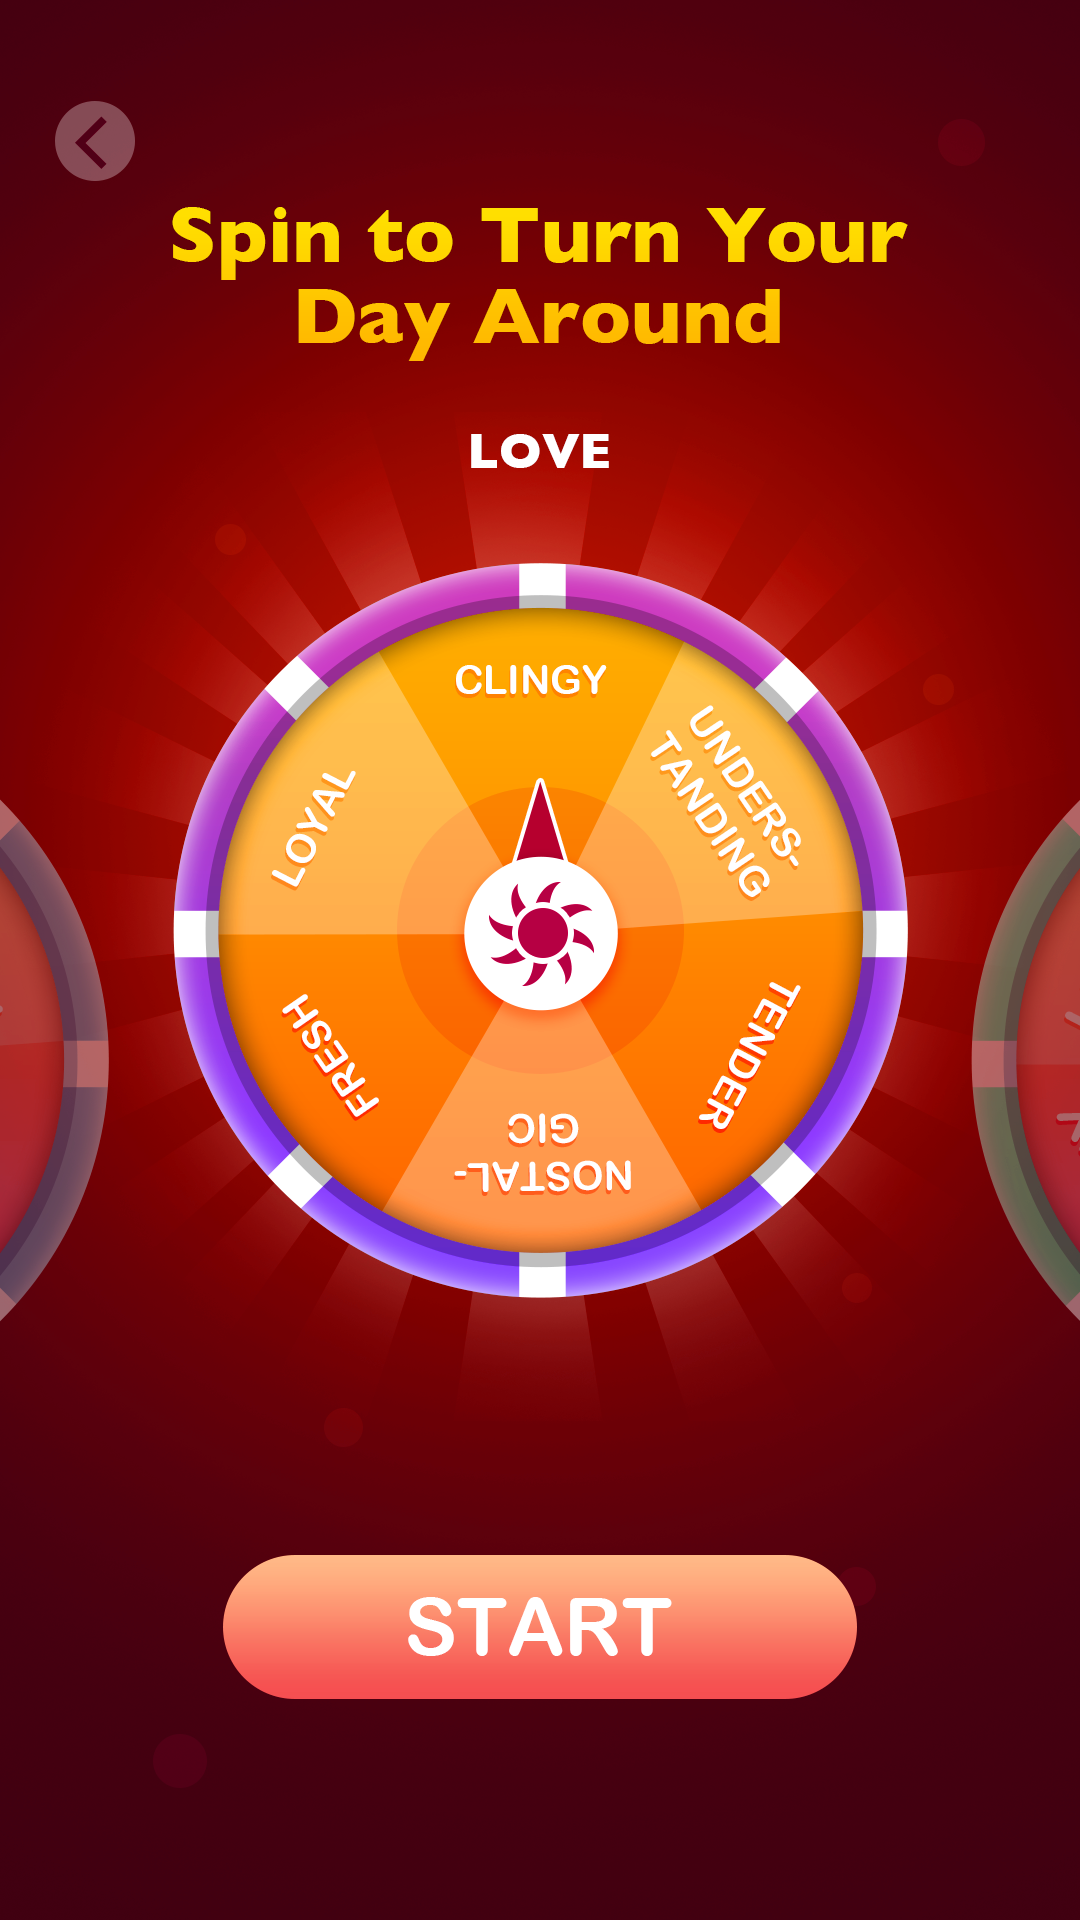 Spin to Turn Your
Day Around
LOVE
CLINGY
UNDERS-
TANDING
TENDER
NOSTAL-
GIC
FRESH
LOYAL
START